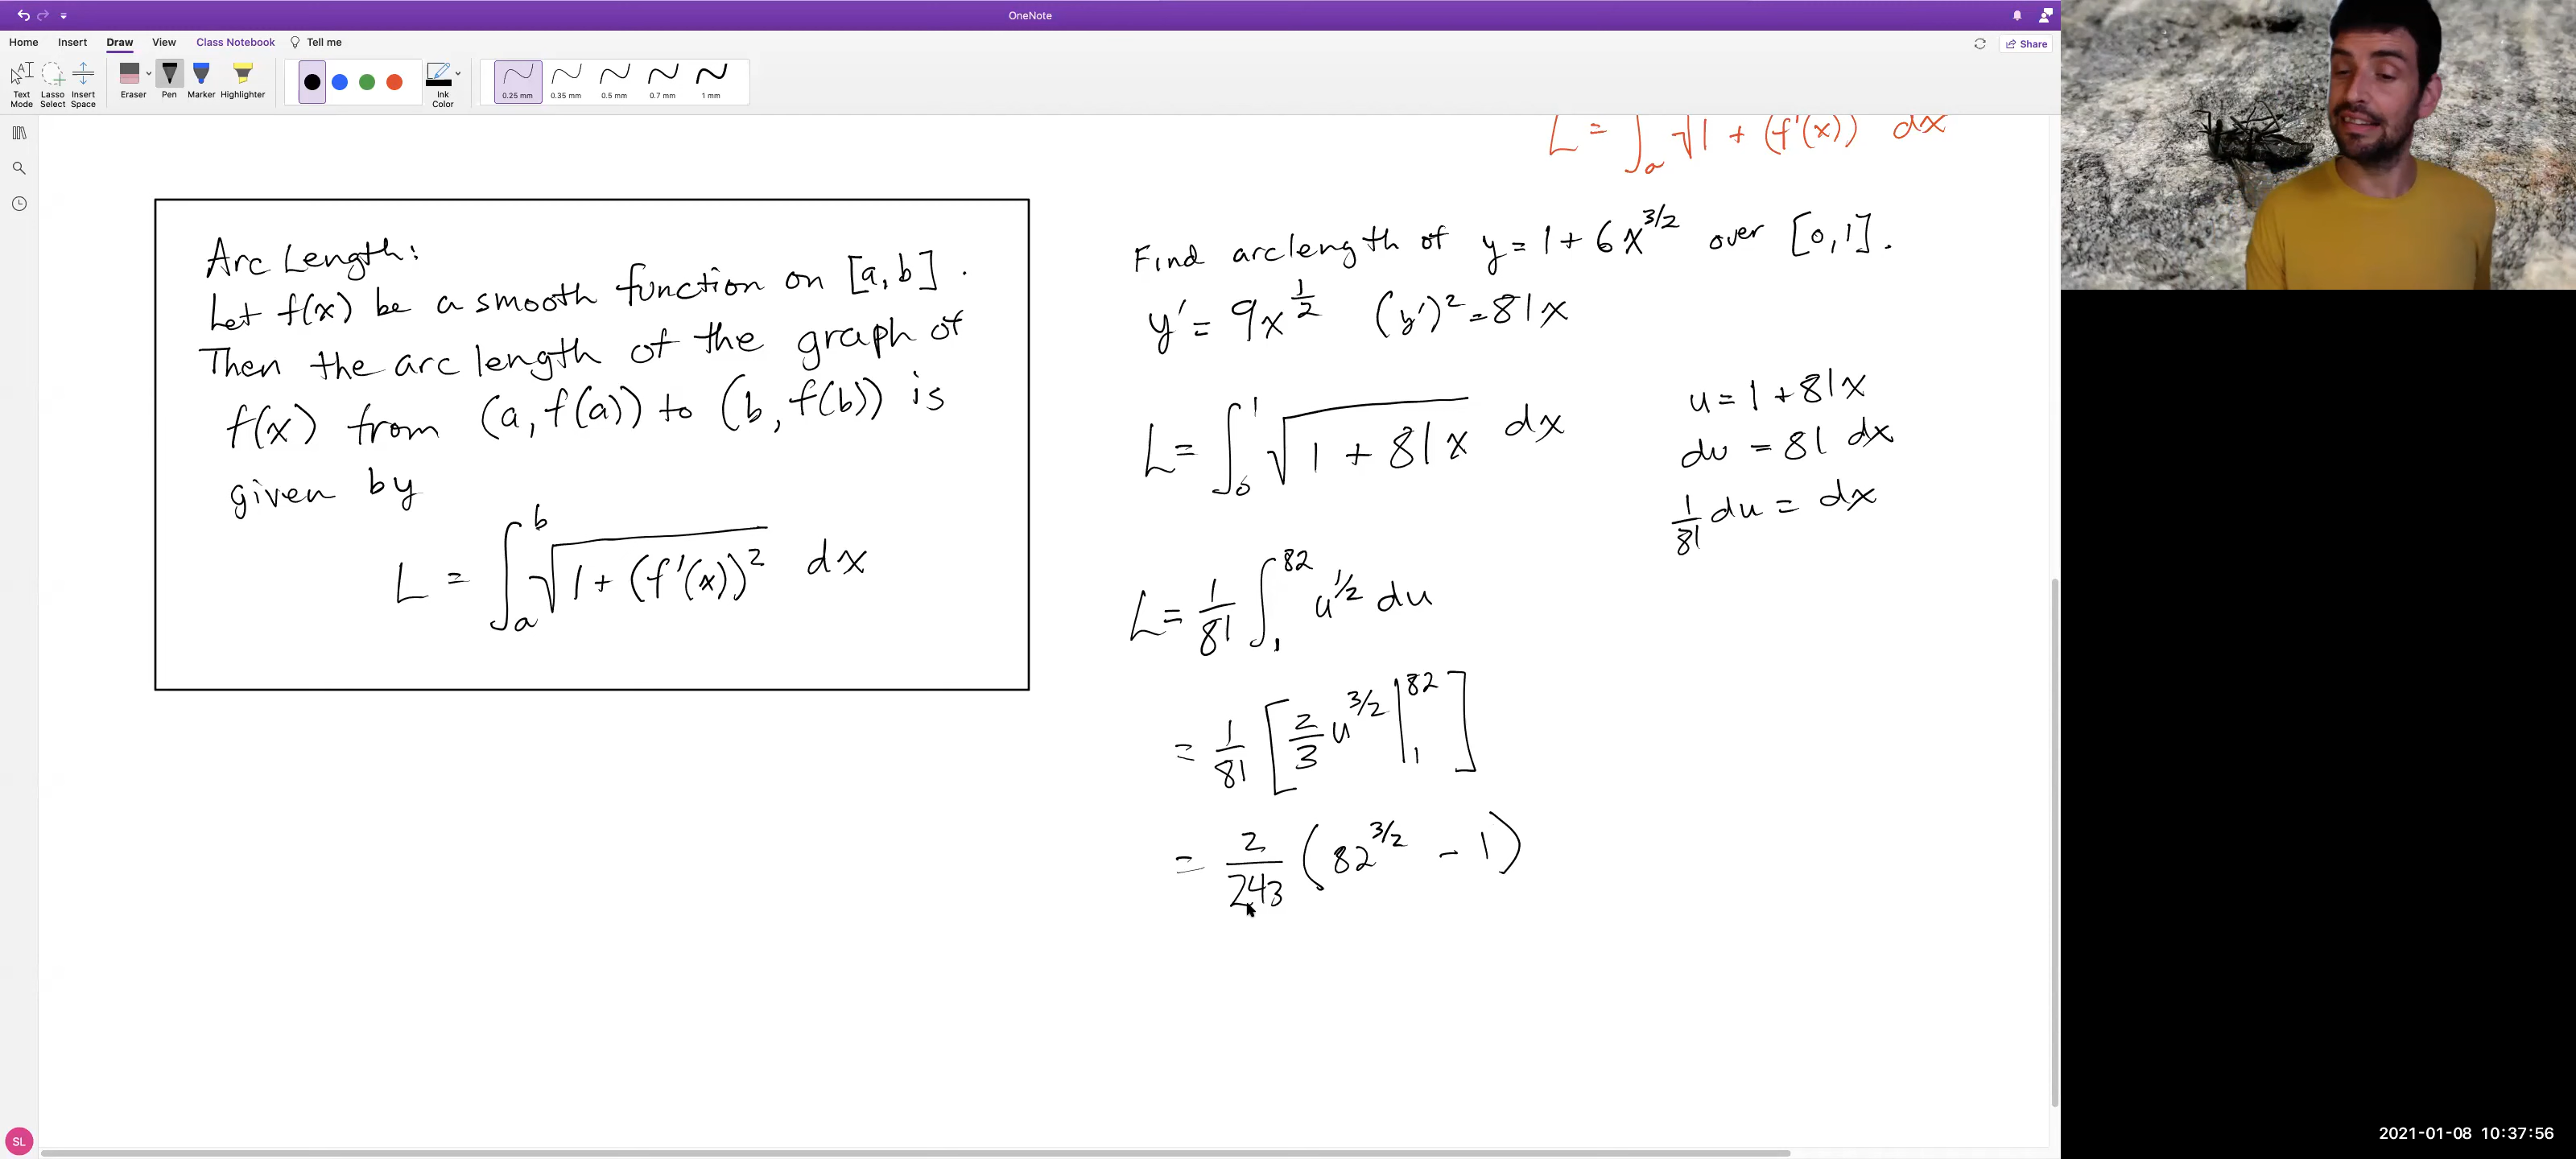 OneNote
Home Insert Draw View Class Notebook Tell me
Share
Text Mode
Lasso Select
Insert Space
Eraser
Pen
Marker
Highlighter
Ink Color
0.25 mm
0.35 mm
0.5 mm
0.7 mm
1 mm
L = ∫_a √1 + (f'(x)) dx
Arc Length:
Let f(x) be a smooth function on [a, b].
Then the arc length of the graph of
f(x) from (a, f(a)) to (b, f(b)) is
given by
L = ∫_a^b √(1 + (f'(x))²) dx
Find arclength of y = 1 + 6x^{3/2} over [0, 1].
y' = 9x^{1/2} (y')² = 81x
L = ∫_0^1 √(1 + 81x) dx
u = 1 + 81x
du = 81 dx
1/81 du = dx
L = 1/81 ∫_1^{82} u^{1/2} du
= 1/81 [2/3 u^{3/2} |_1^{82}]
= 2/243 (82^{3/2} - 1)
SL
2021-01-08 10:37:56